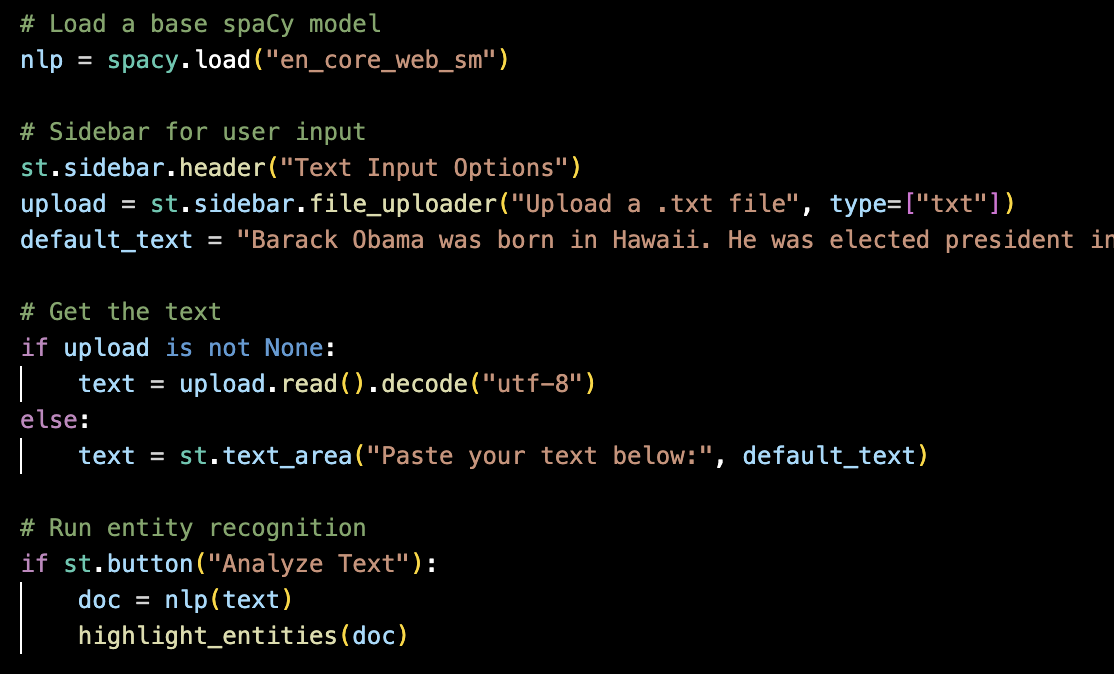 # Load a base spaCy model
nlp = spacy.load("en_core_web_sm")
# Sidebar for user input
st.sidebar.header("Text Input Options")
upload = st.sidebar.file_uploader("Upload a .txt file", type=["txt"])
default_text = "Barack Obama was born in Hawaii. He was elected president in
# Get the text
if upload is not None:
    text = upload.read().decode("utf-8")
else:
    text = st.text_area("Paste your text below:", default_text)
# Run entity recognition
if st.button("Analyze Text"):
    doc = nlp(text)
    highlight_entities(doc)